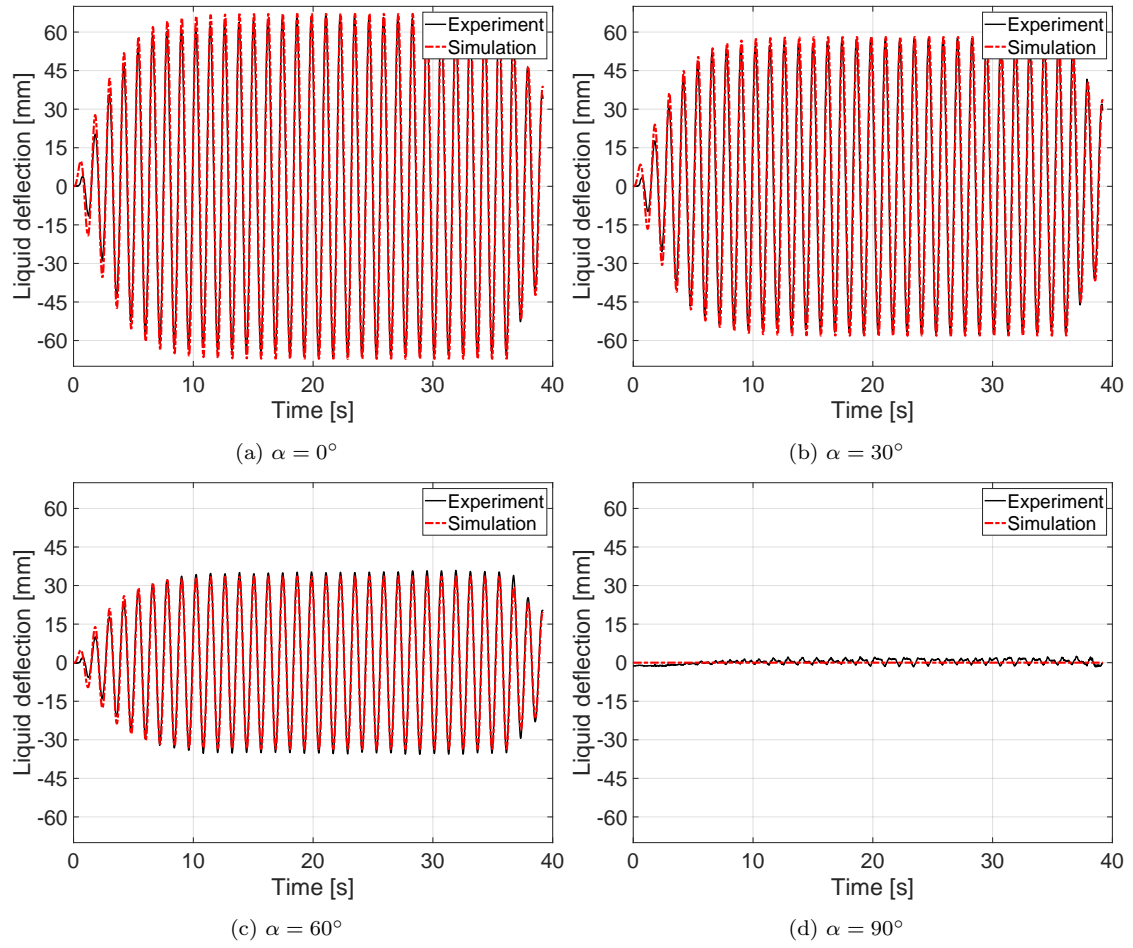 Experiment
Simulation
60
45
30
15
0
-15
-30
-45
-60
Liquid deflection [mm]
0 10 20 30 40
Time [s]
(a) α = 0°
Experiment
Simulation
60
45
30
15
0
-15
-30
-45
-60
Liquid deflection [mm]
0 10 20 30 40
Time [s]
(b) α = 30°
Experiment
Simulation
60
45
30
15
0
-15
-30
-45
-60
Liquid deflection [mm]
0 10 20 30 40
Time [s]
(c) α = 60°
Experiment
Simulation
60
45
30
15
0
-15
-30
-45
-60
Liquid deflection [mm]
0 10 20 30 40
Time [s]
(d) α = 90°